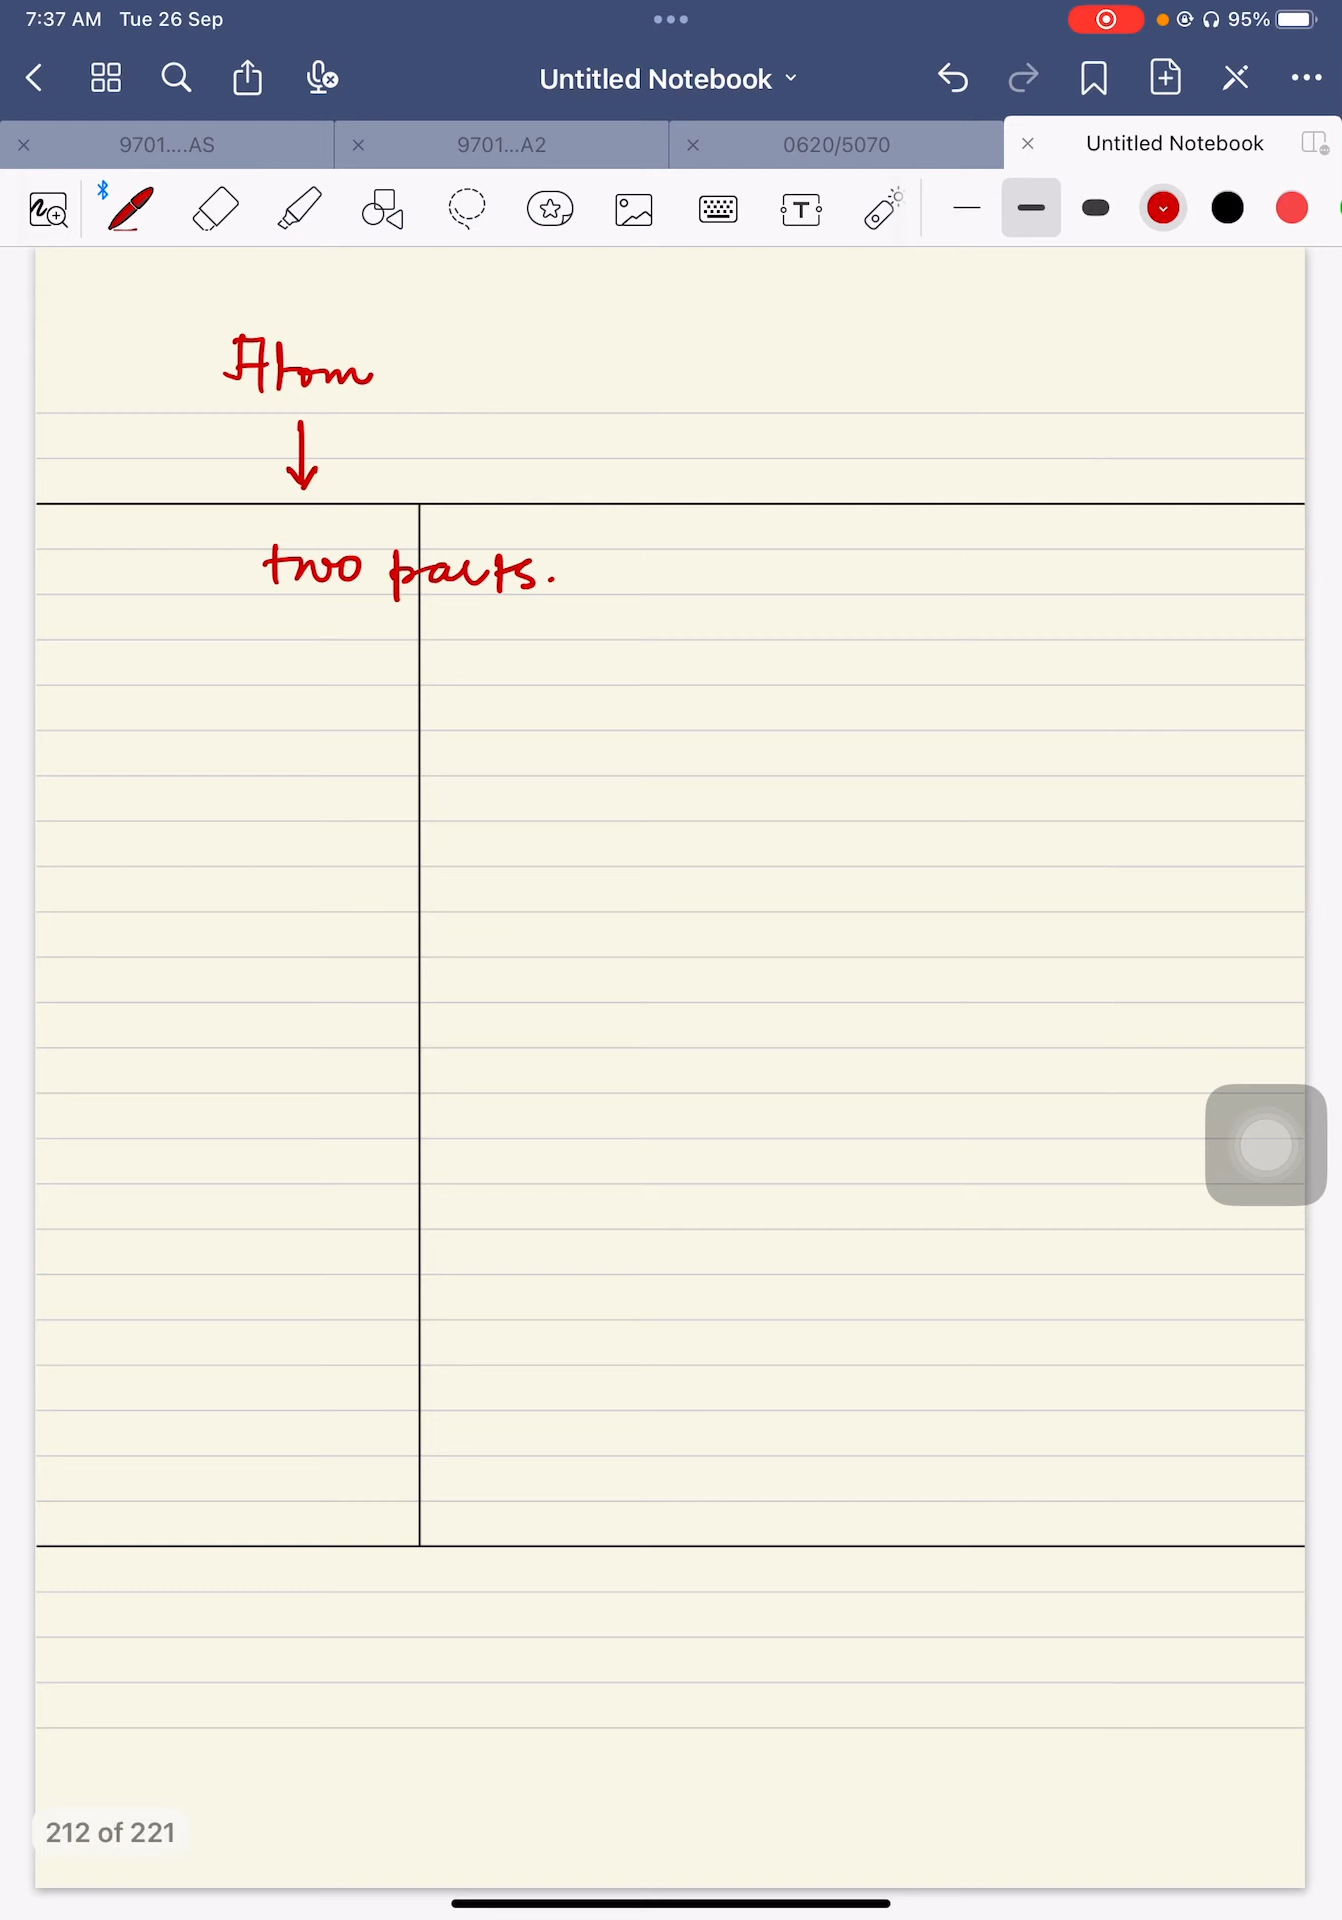 7:37 AM Tue 26 Sep 95%
Untitled Notebook
9701....AS 9701...A2 0620/5070 Untitled Notebook
T
Atom
two parts.
212 of 221